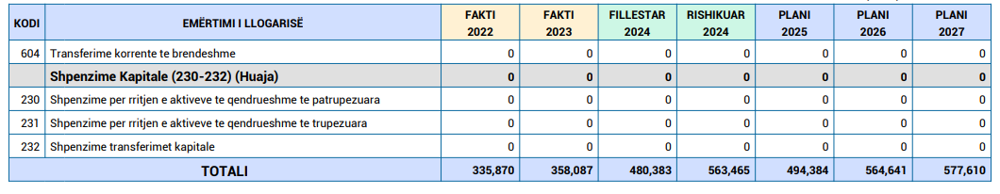 KODI EMËRTIMI I LLOGARISË FAKTI 2022 FAKTI 2023 FILLESTAR 2024 RISHIKUAR 2024 PLANI 2025 PLANI 2026 PLANI 2027
604 Transferime korrente te brendeshme 0 0 0 0 0 0 0
Shpenzime Kapitale (230-232) (Huaja) 0 0 0 0 0 0 0
230 Shpenzime per rritjen e aktiveve te qendrueshme te patrupezuara 0 0 0 0 0 0 0
231 Shpenzime per rritjen e aktiveve te qendrueshme te trupezuara 0 0 0 0 0 0 0
232 Shpenzime transferimet kapitale 0 0 0 0 0 0 0
TOTALI 335,870 358,087 480,383 563,465 494,384 564,641 577,610